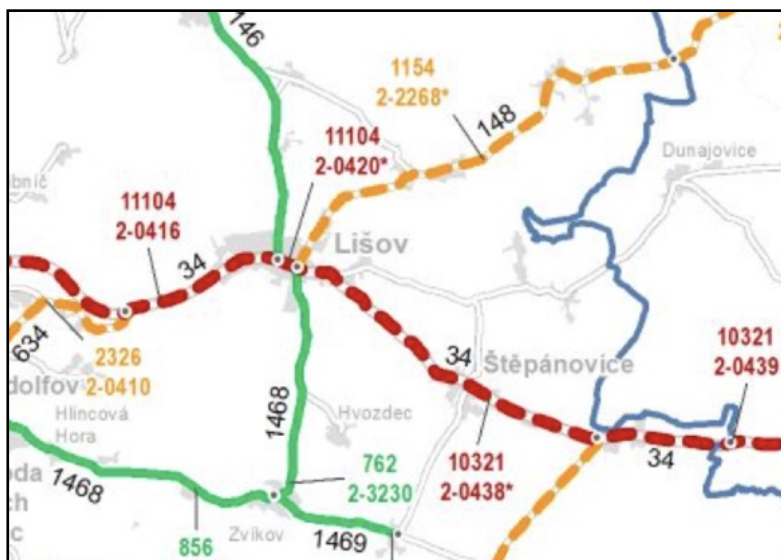 146
1154
2-2268*
148
11104
2-0420*
Dunajovice
11104
2-0416
34
Lišov
634
2326
2-0410
dolfov
Hlincová
Hora
1468
Hvozdec
34
Štěpánovice
10321
2-0439
10321
2-0438*
34
762
2-3230
1468
oda
ch
c
Zvíkov
856
1469